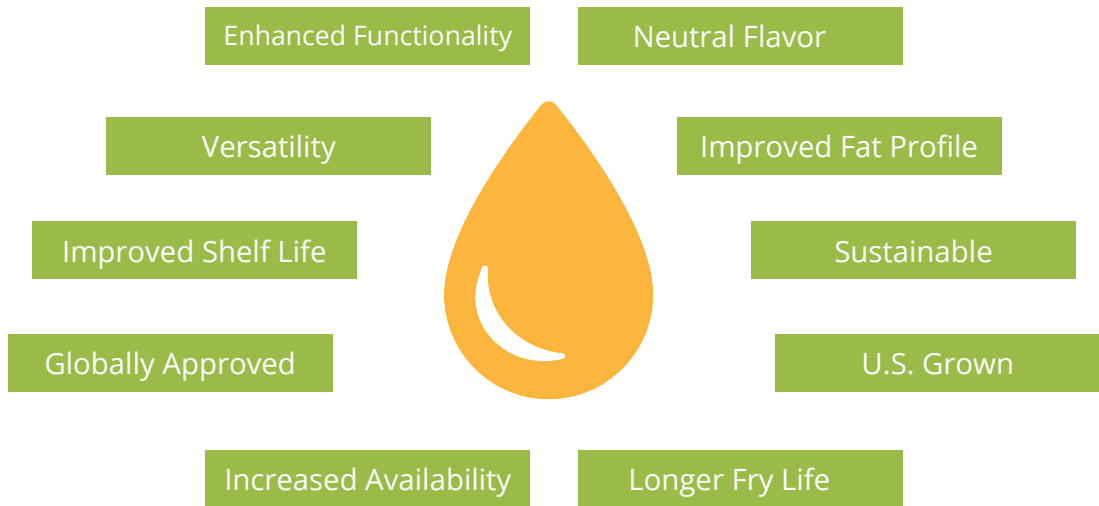 Enhanced Functionality
Neutral Flavor
Versatility
Improved Fat Profile
Improved Shelf Life
Sustainable
Globally Approved
U.S. Grown
Increased Availability
Longer Fry Life